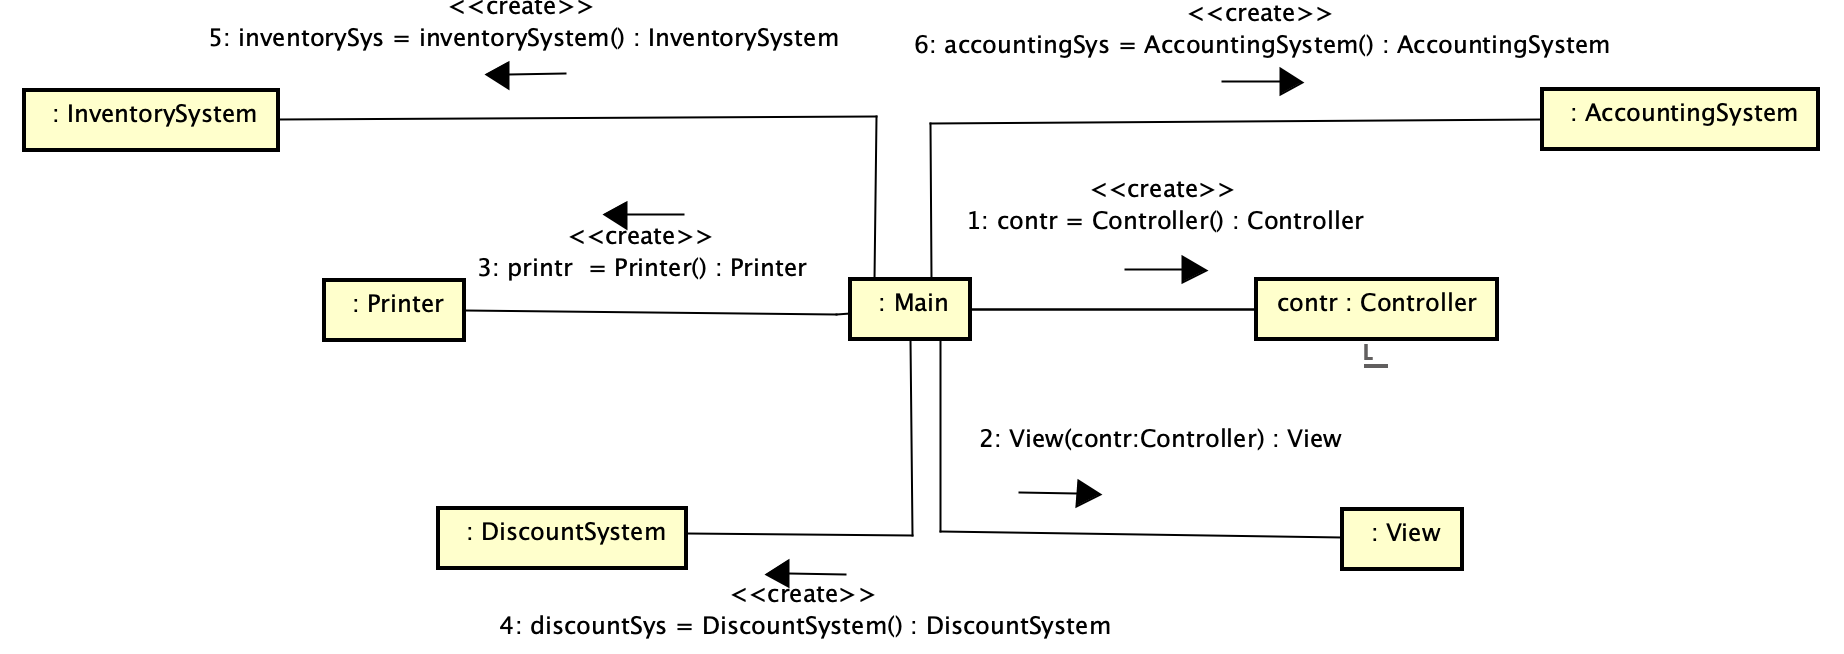 <<create>>
5: inventorySys = inventorySystem() : InventorySystem
<<create>>
6: accountingSys = AccountingSystem() : AccountingSystem
: InventorySystem
: AccountingSystem
<<create>>
1: contr = Controller() : Controller
<<create>>
3: printr  = Printer() : Printer
: Printer
: Main
contr : Controller
2: View(contr:Controller) : View
: DiscountSystem
: View
<<create>>
4: discountSys = DiscountSystem() : DiscountSystem